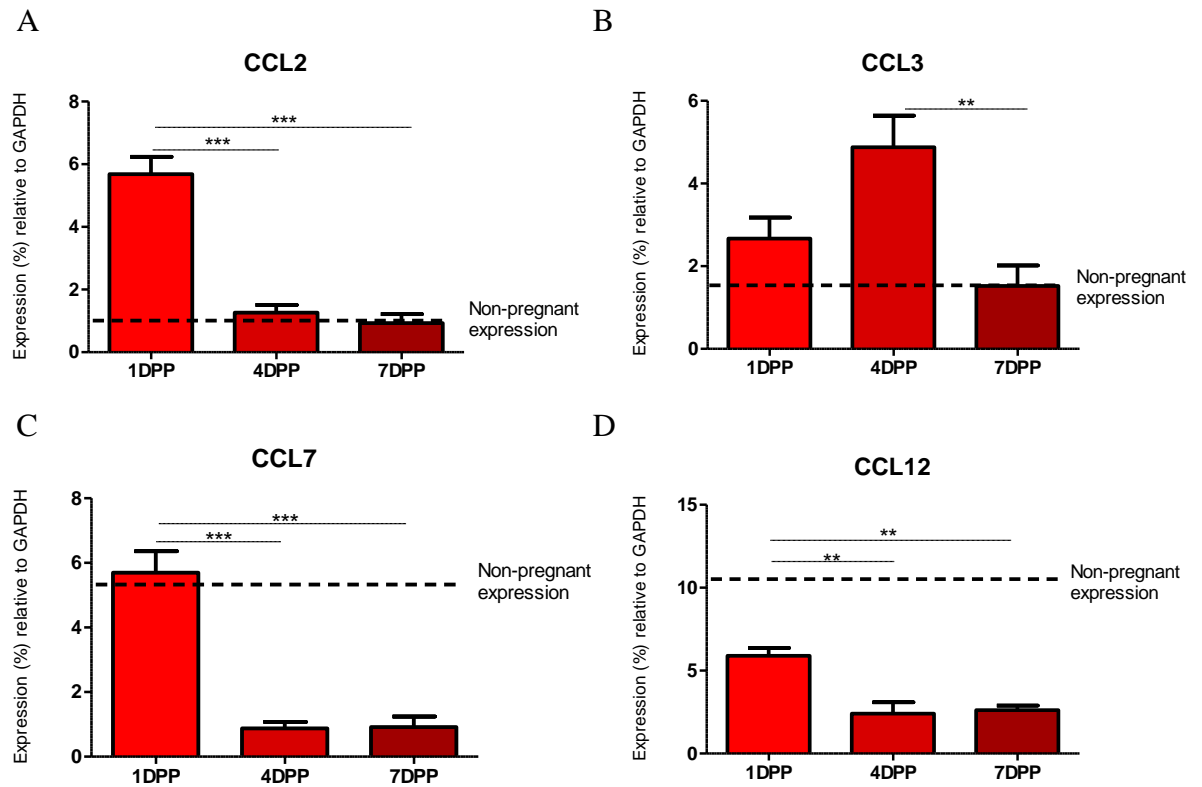 A
CCL2
Expression (%) relative to GAPDH
8
6
4
2
0
***
***
Non-pregnant
expression
1DPP 4DPP 7DPP
B
CCL3
Expression (%) relative to GAPDH
6
4
2
0
**
Non-pregnant
expression
1DPP 4DPP 7DPP
C
CCL7
Expression (%) relative to GAPDH
8
6
4
2
0
***
***
Non-pregnant
expression
1DPP 4DPP 7DPP
D
CCL12
Expression (%) relative to GAPDH
15
10
5
0
**
**
Non-pregnant
expression
1DPP 4DPP 7DPP